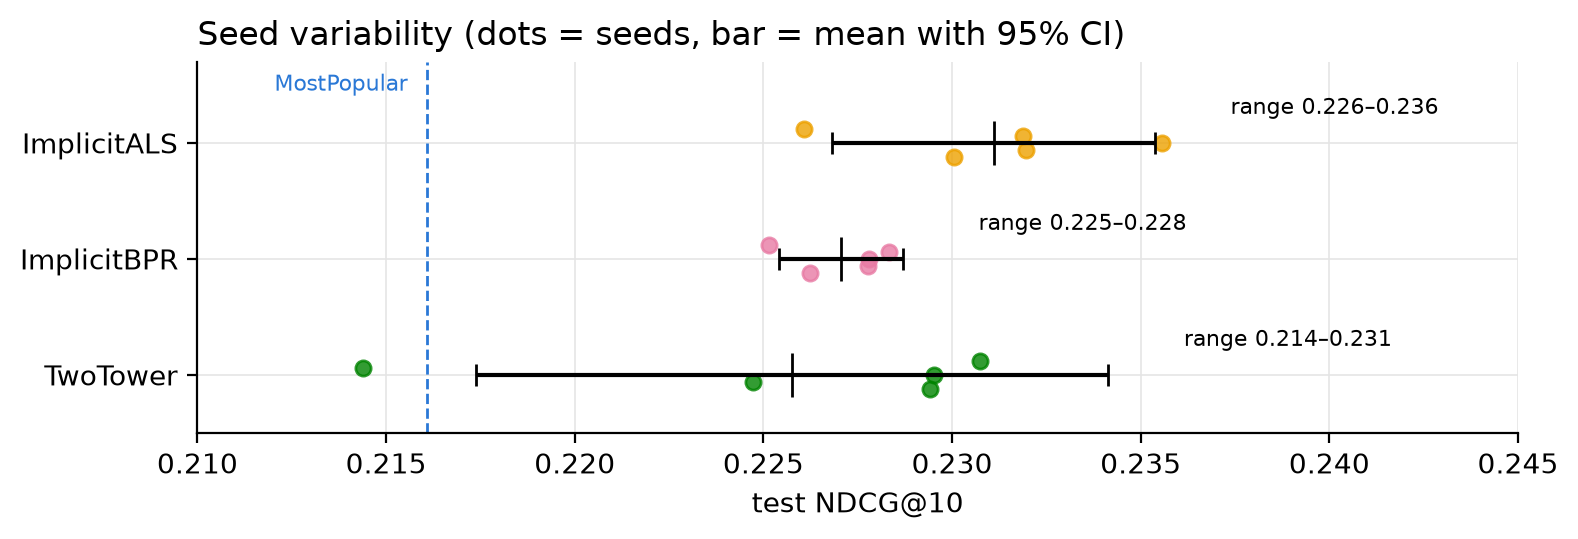 Seed variability (dots = seeds, bar = mean with 95% CI)
MostPopular
range 0.226–0.236
ImplicitALS
range 0.225–0.228
ImplicitBPR
range 0.214–0.231
TwoTower
0.210 0.215 0.220 0.225 0.230 0.235 0.240 0.245
test NDCG@10